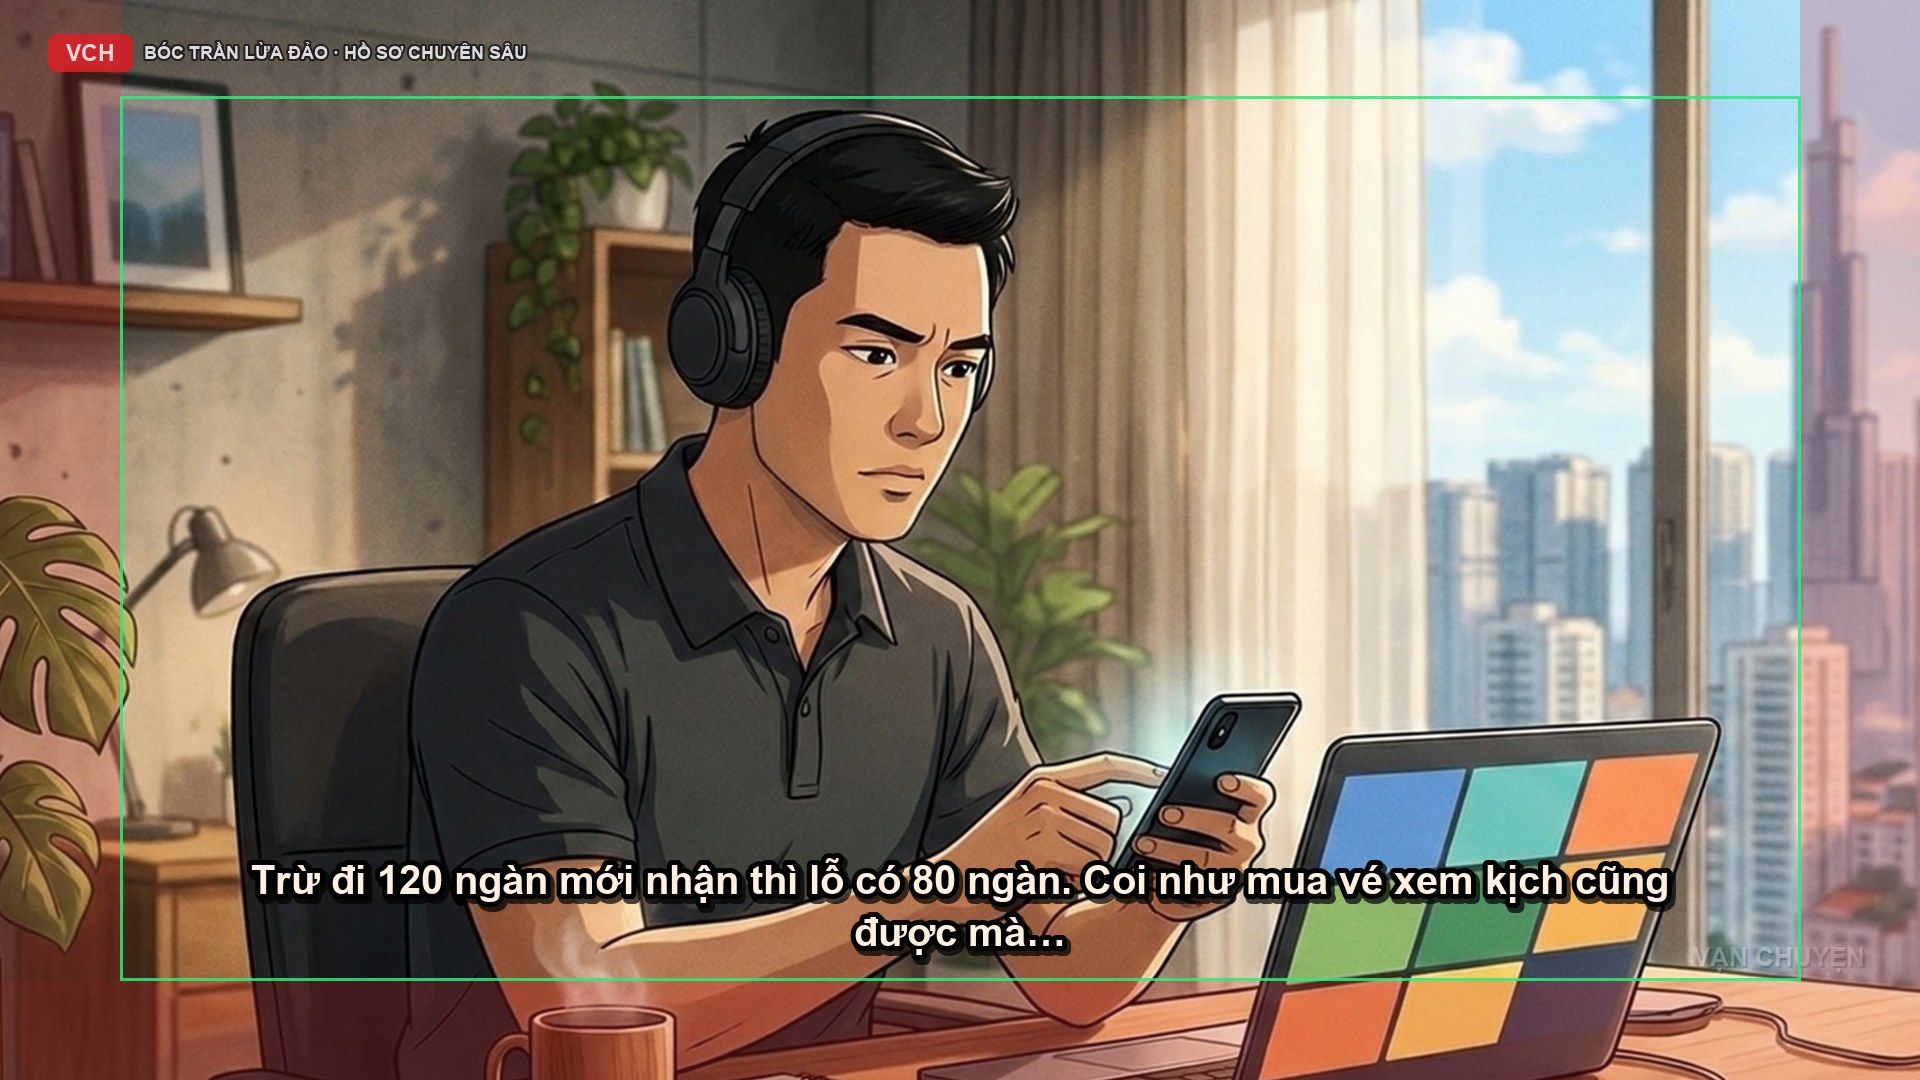 VCH BÓC TRẦN LỪA ĐẢO · HỒ SƠ CHUYÊN SÂU
Trừ đi 120 ngàn mới nhận thì lỗ có 80 ngàn. Coi như mua vé xem kịch cũng
được mà...
VẠN CHUYỆN